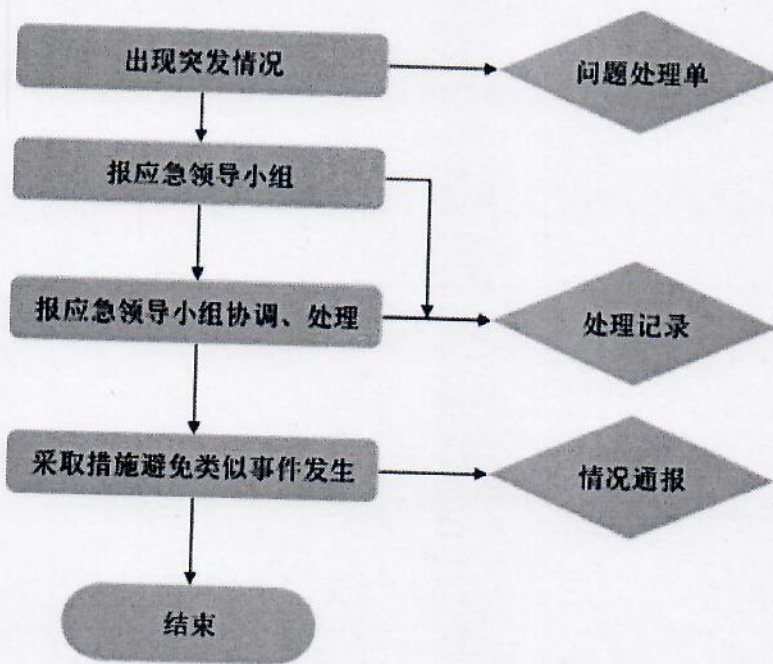 出现突发情况
问题处理单
报应急领导小组
报应急领导小组协调、处理
处理记录
采取措施避免类似事件发生
情况通报
结束